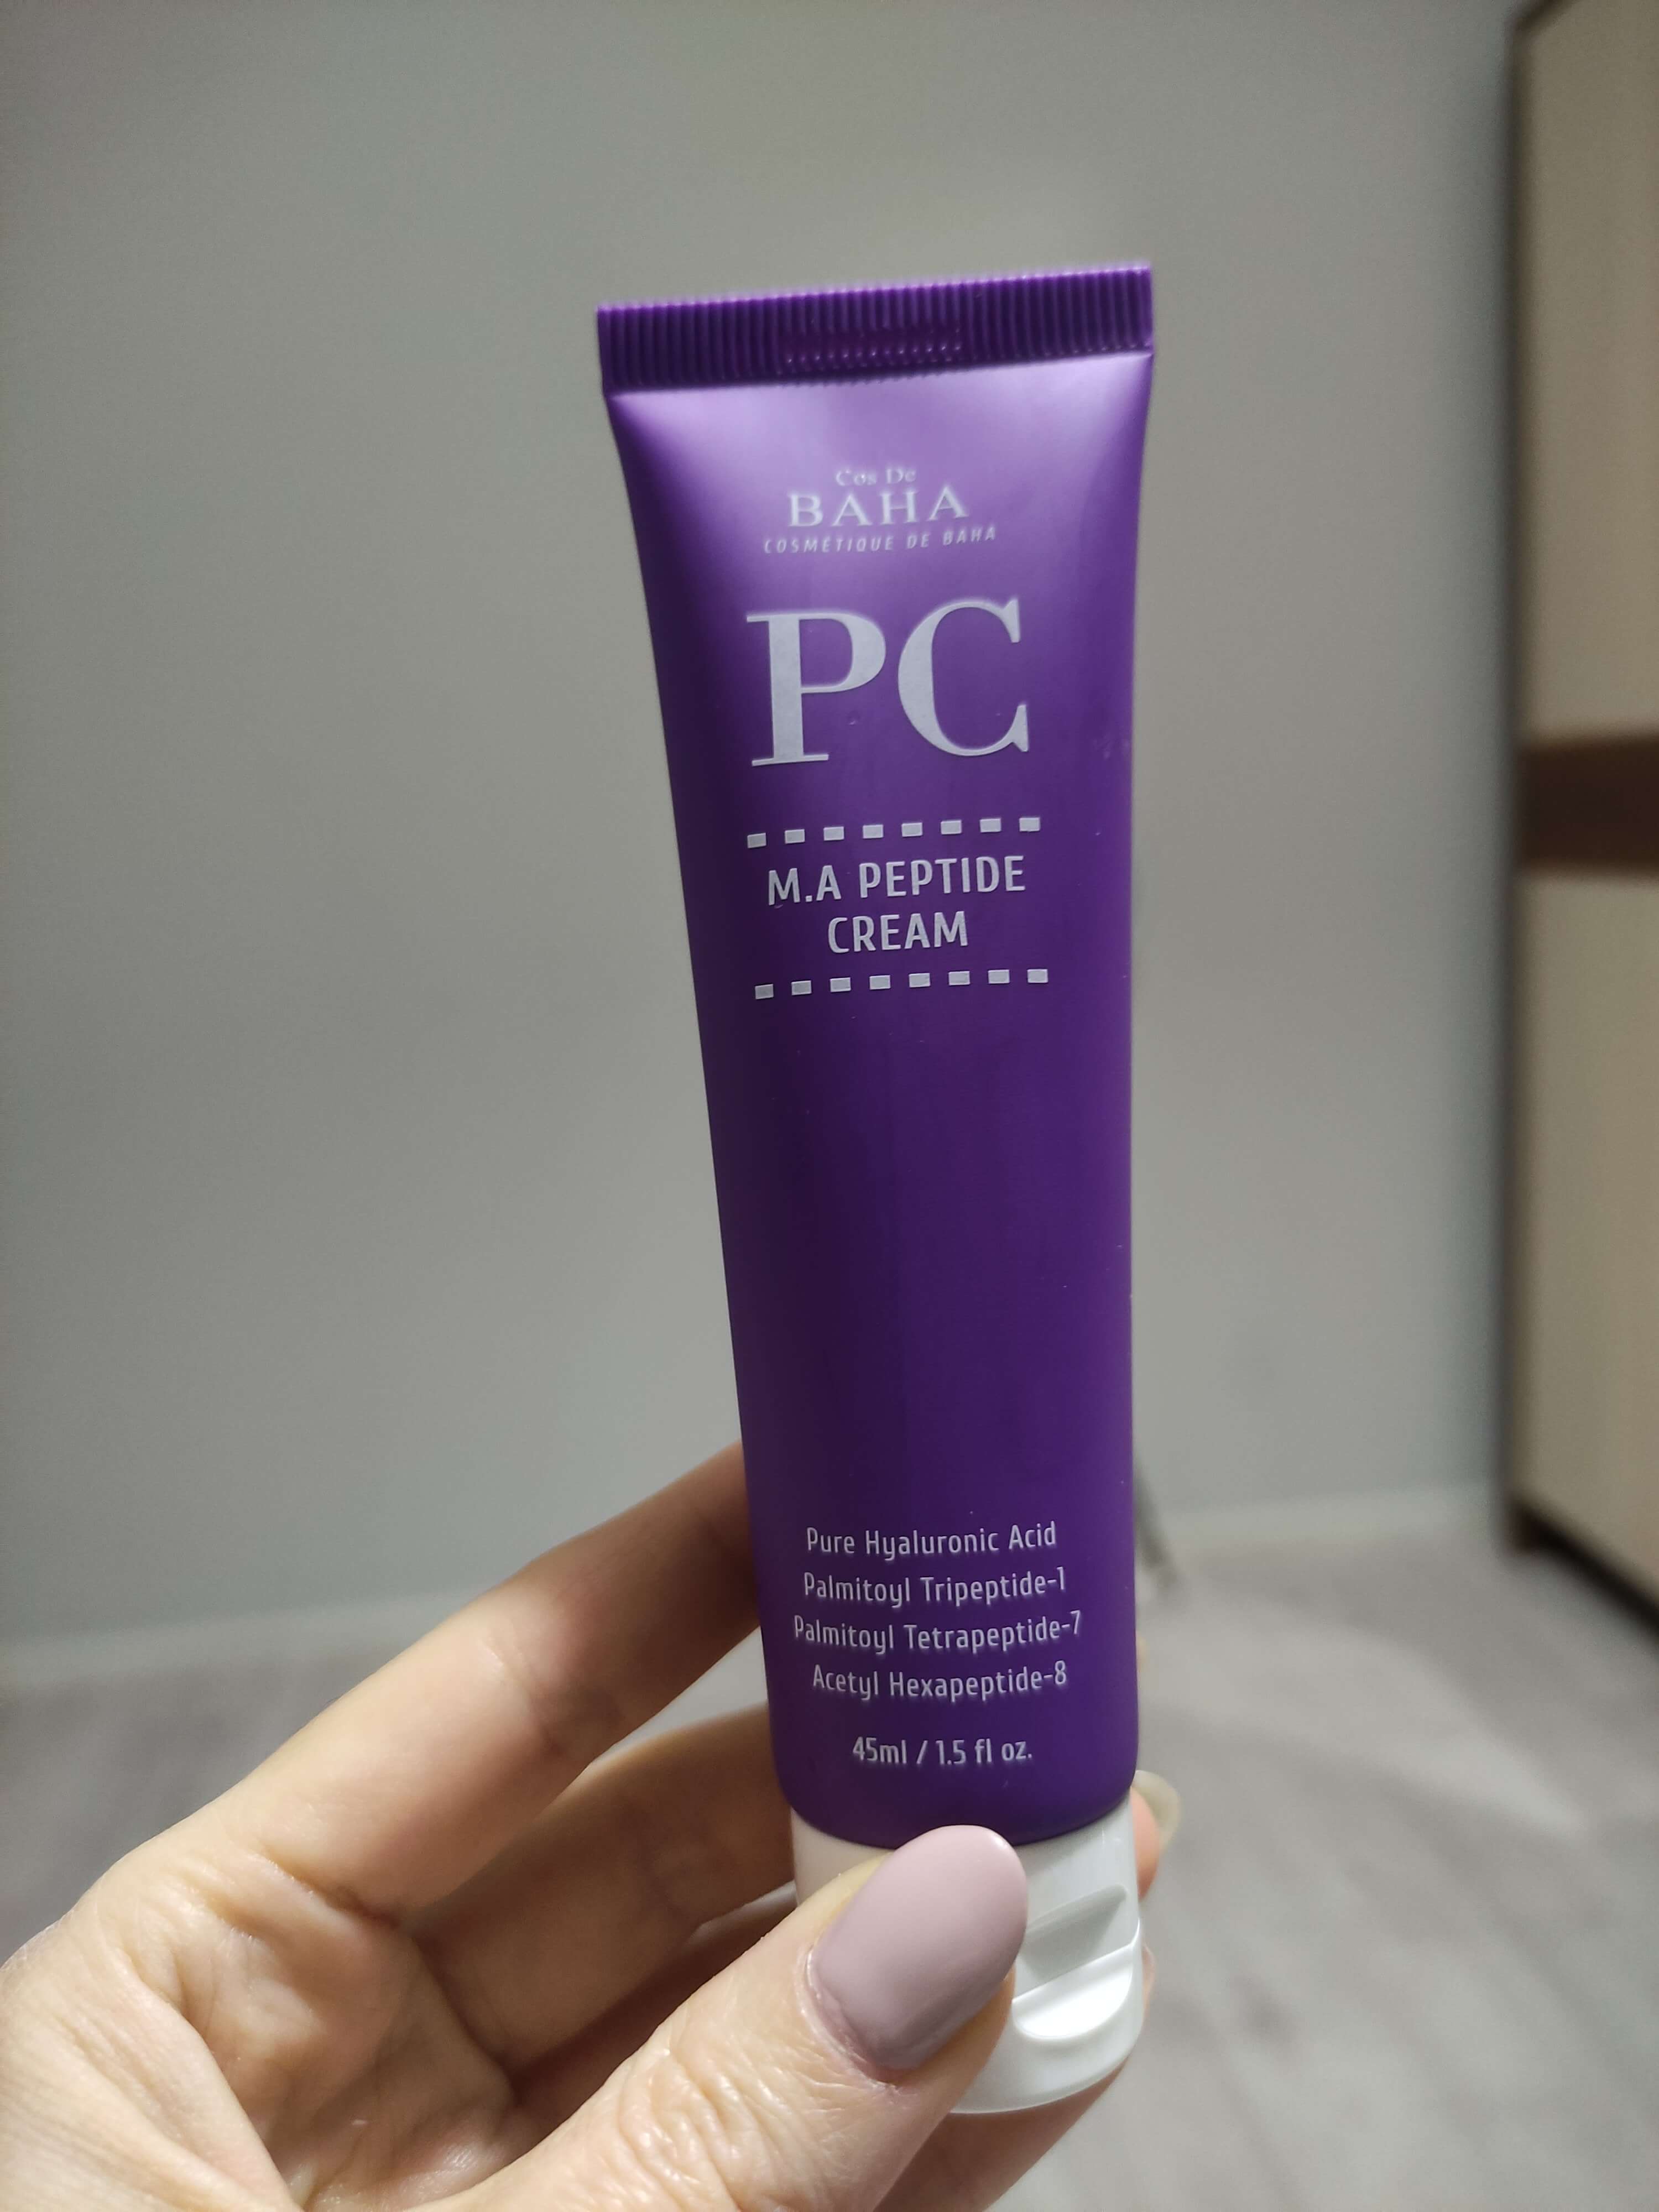 Cos De
BAHA
COSMÉTIQUE DE BAHA
PC
M.A PEPTIDE
CREAM
Pure Hyaluronic Acid
Palmitoyl Tripeptide-1
Palmitoyl Tetrapeptide-7
Acetyl Hexapeptide-8
45ml / 1.5 fl oz.